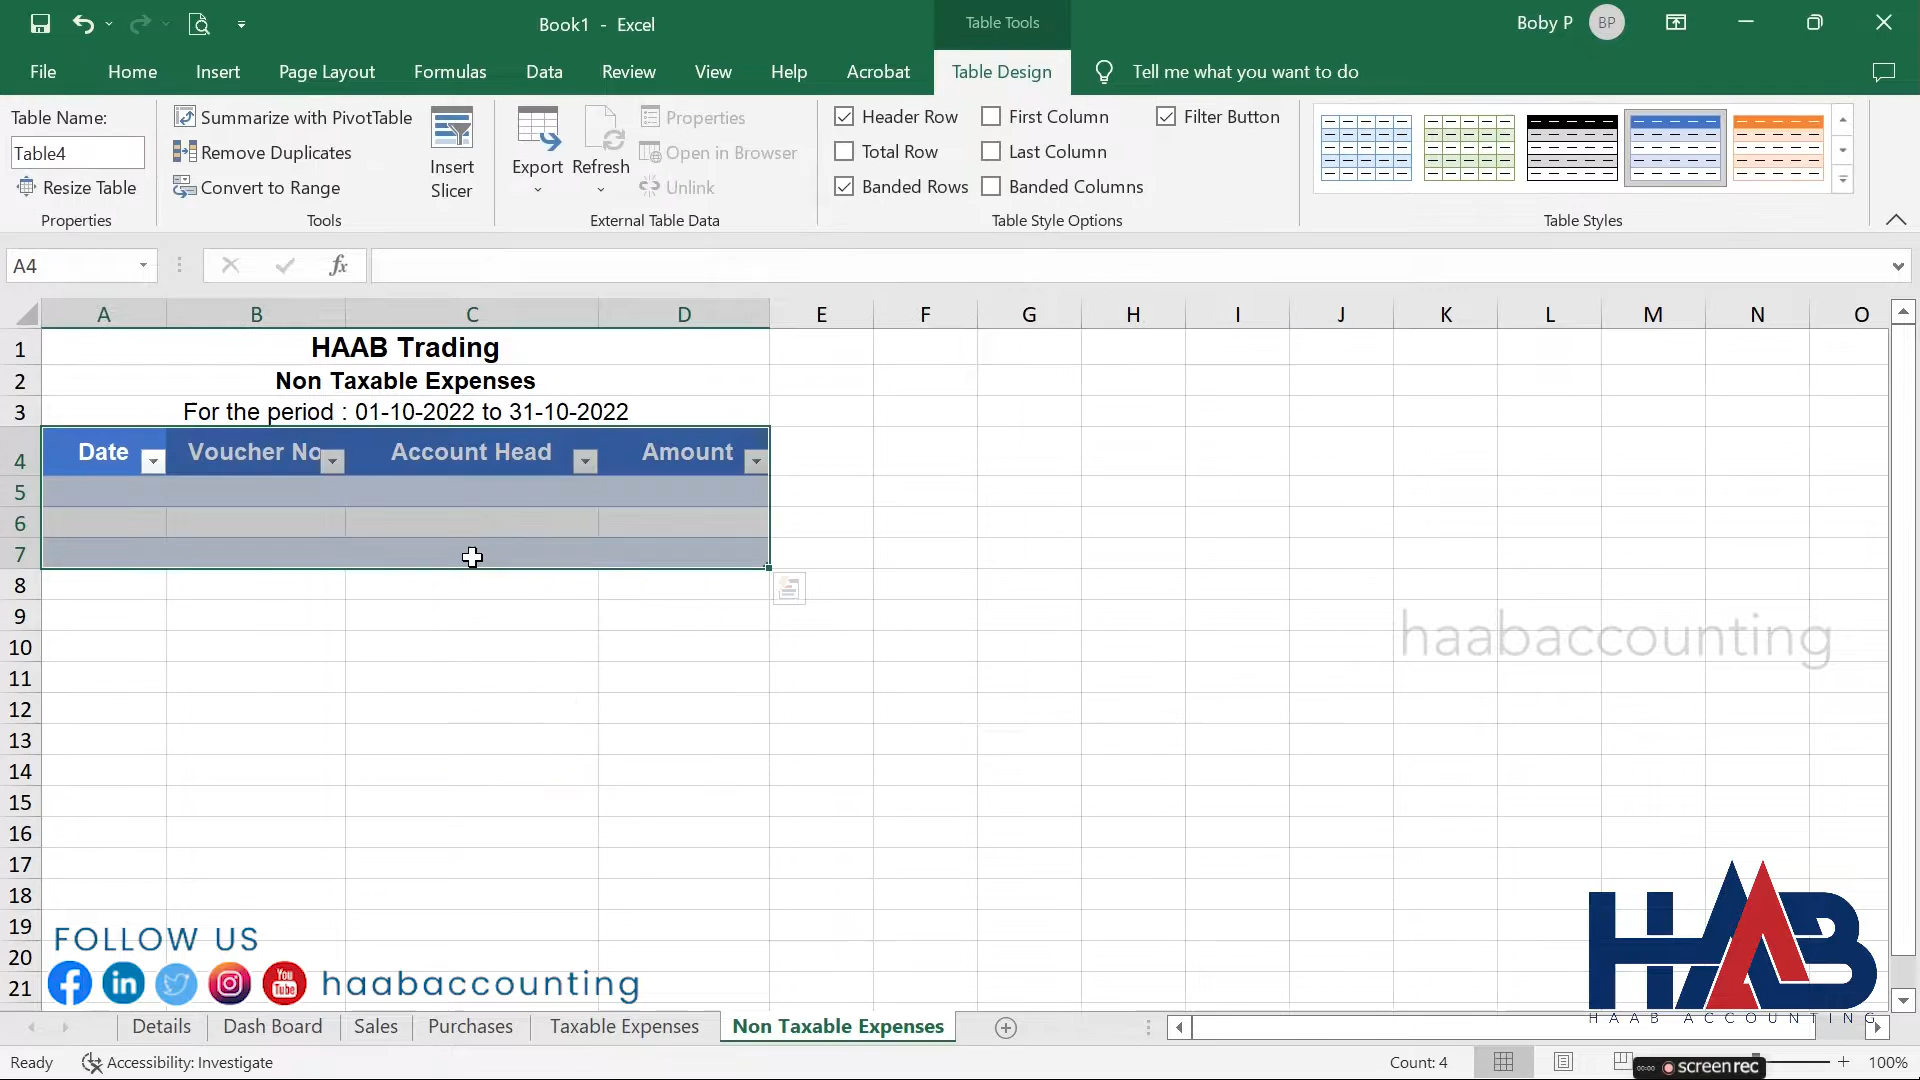 Book1 - Excel
Table Tools
Boby P
BP
File
Home
Insert
Page Layout
Formulas
Data
Review
View
Help
Acrobat
Table Design
Tell me what you want to do
Table Name:
Table4
Resize Table
Properties
Summarize with PivotTable
Remove Duplicates
Convert to Range
Tools
Insert
Slicer
Export
Refresh
Properties
Open in Browser
Unlink
External Table Data
Header Row
Total Row
Banded Rows
First Column
Last Column
Banded Columns
Filter Button
Table Style Options
Table Styles
A4
fx
A B C D E F G H I J K L M N O
1 HAAB Trading
2 Non Taxable Expenses
3 For the period : 01-10-2022 to 31-10-2022
4 Date Voucher No Account Head Amount
5
6
7
8
9
10
11
12
13
14
15
16
17
18
19
20
21
haabaccounting
FOLLOW US
You
Tube
haabaccounting
HAAB
HAAB ACCOUNTING
Details
Dash Board
Sales
Purchases
Taxable Expenses
Non Taxable Expenses
Ready
Accessibility: Investigate
Count: 4
00:00
screenrec
100%